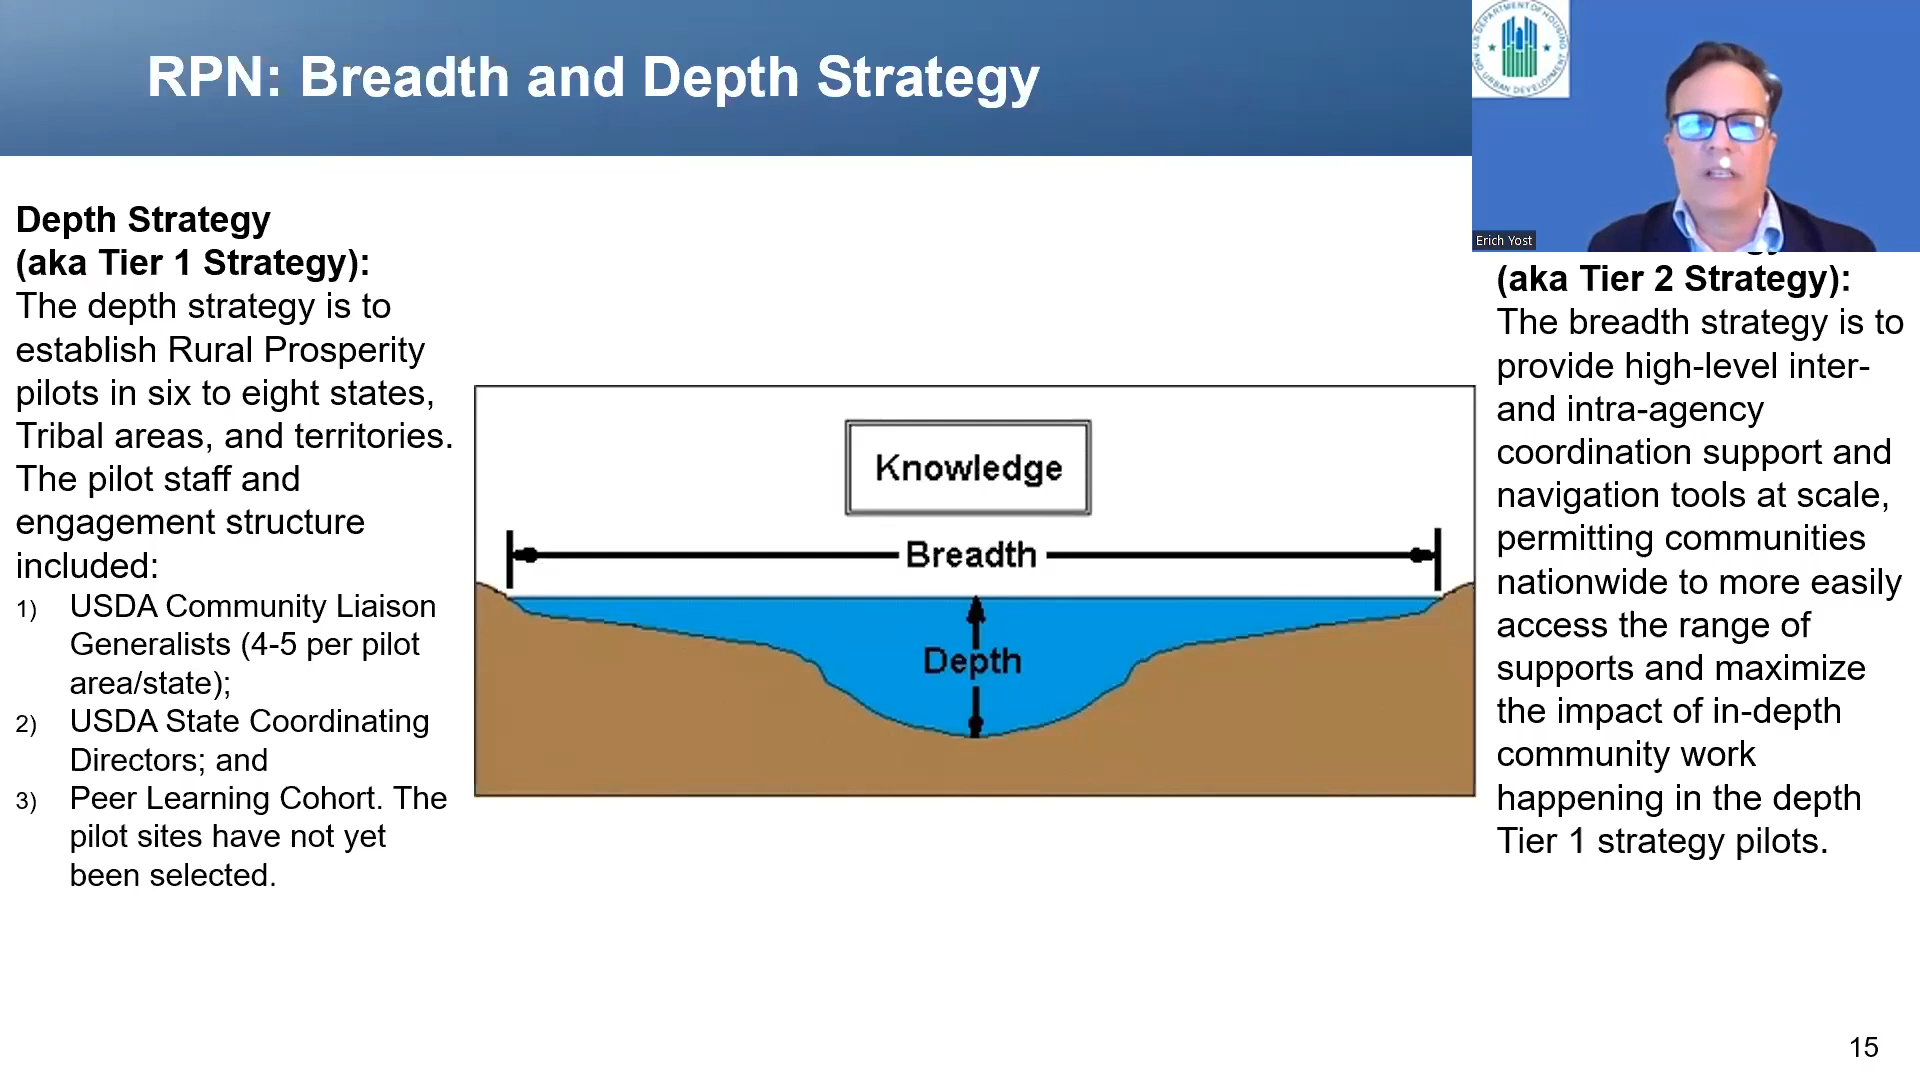 RPN: Breadth and Depth Strategy
U.S. DEPARTMENT OF HOUSING
AND URBAN DEVELOPMENT
Erich Yost
Depth Strategy
(aka Tier 1 Strategy):
The depth strategy is to
establish Rural Prosperity
pilots in six to eight states,
Tribal areas, and territories.
The pilot staff and
engagement structure
included:
1) USDA Community Liaison
Generalists (4-5 per pilot
area/state);
2) USDA State Coordinating
Directors; and
3) Peer Learning Cohort. The
pilot sites have not yet
been selected.
Knowledge
Breadth
Depth
(aka Tier 2 Strategy):
The breadth strategy is to
provide high-level inter-
and intra-agency
coordination support and
navigation tools at scale,
permitting communities
nationwide to more easily
access the range of
supports and maximize
the impact of in-depth
community work
happening in the depth
Tier 1 strategy pilots.
15